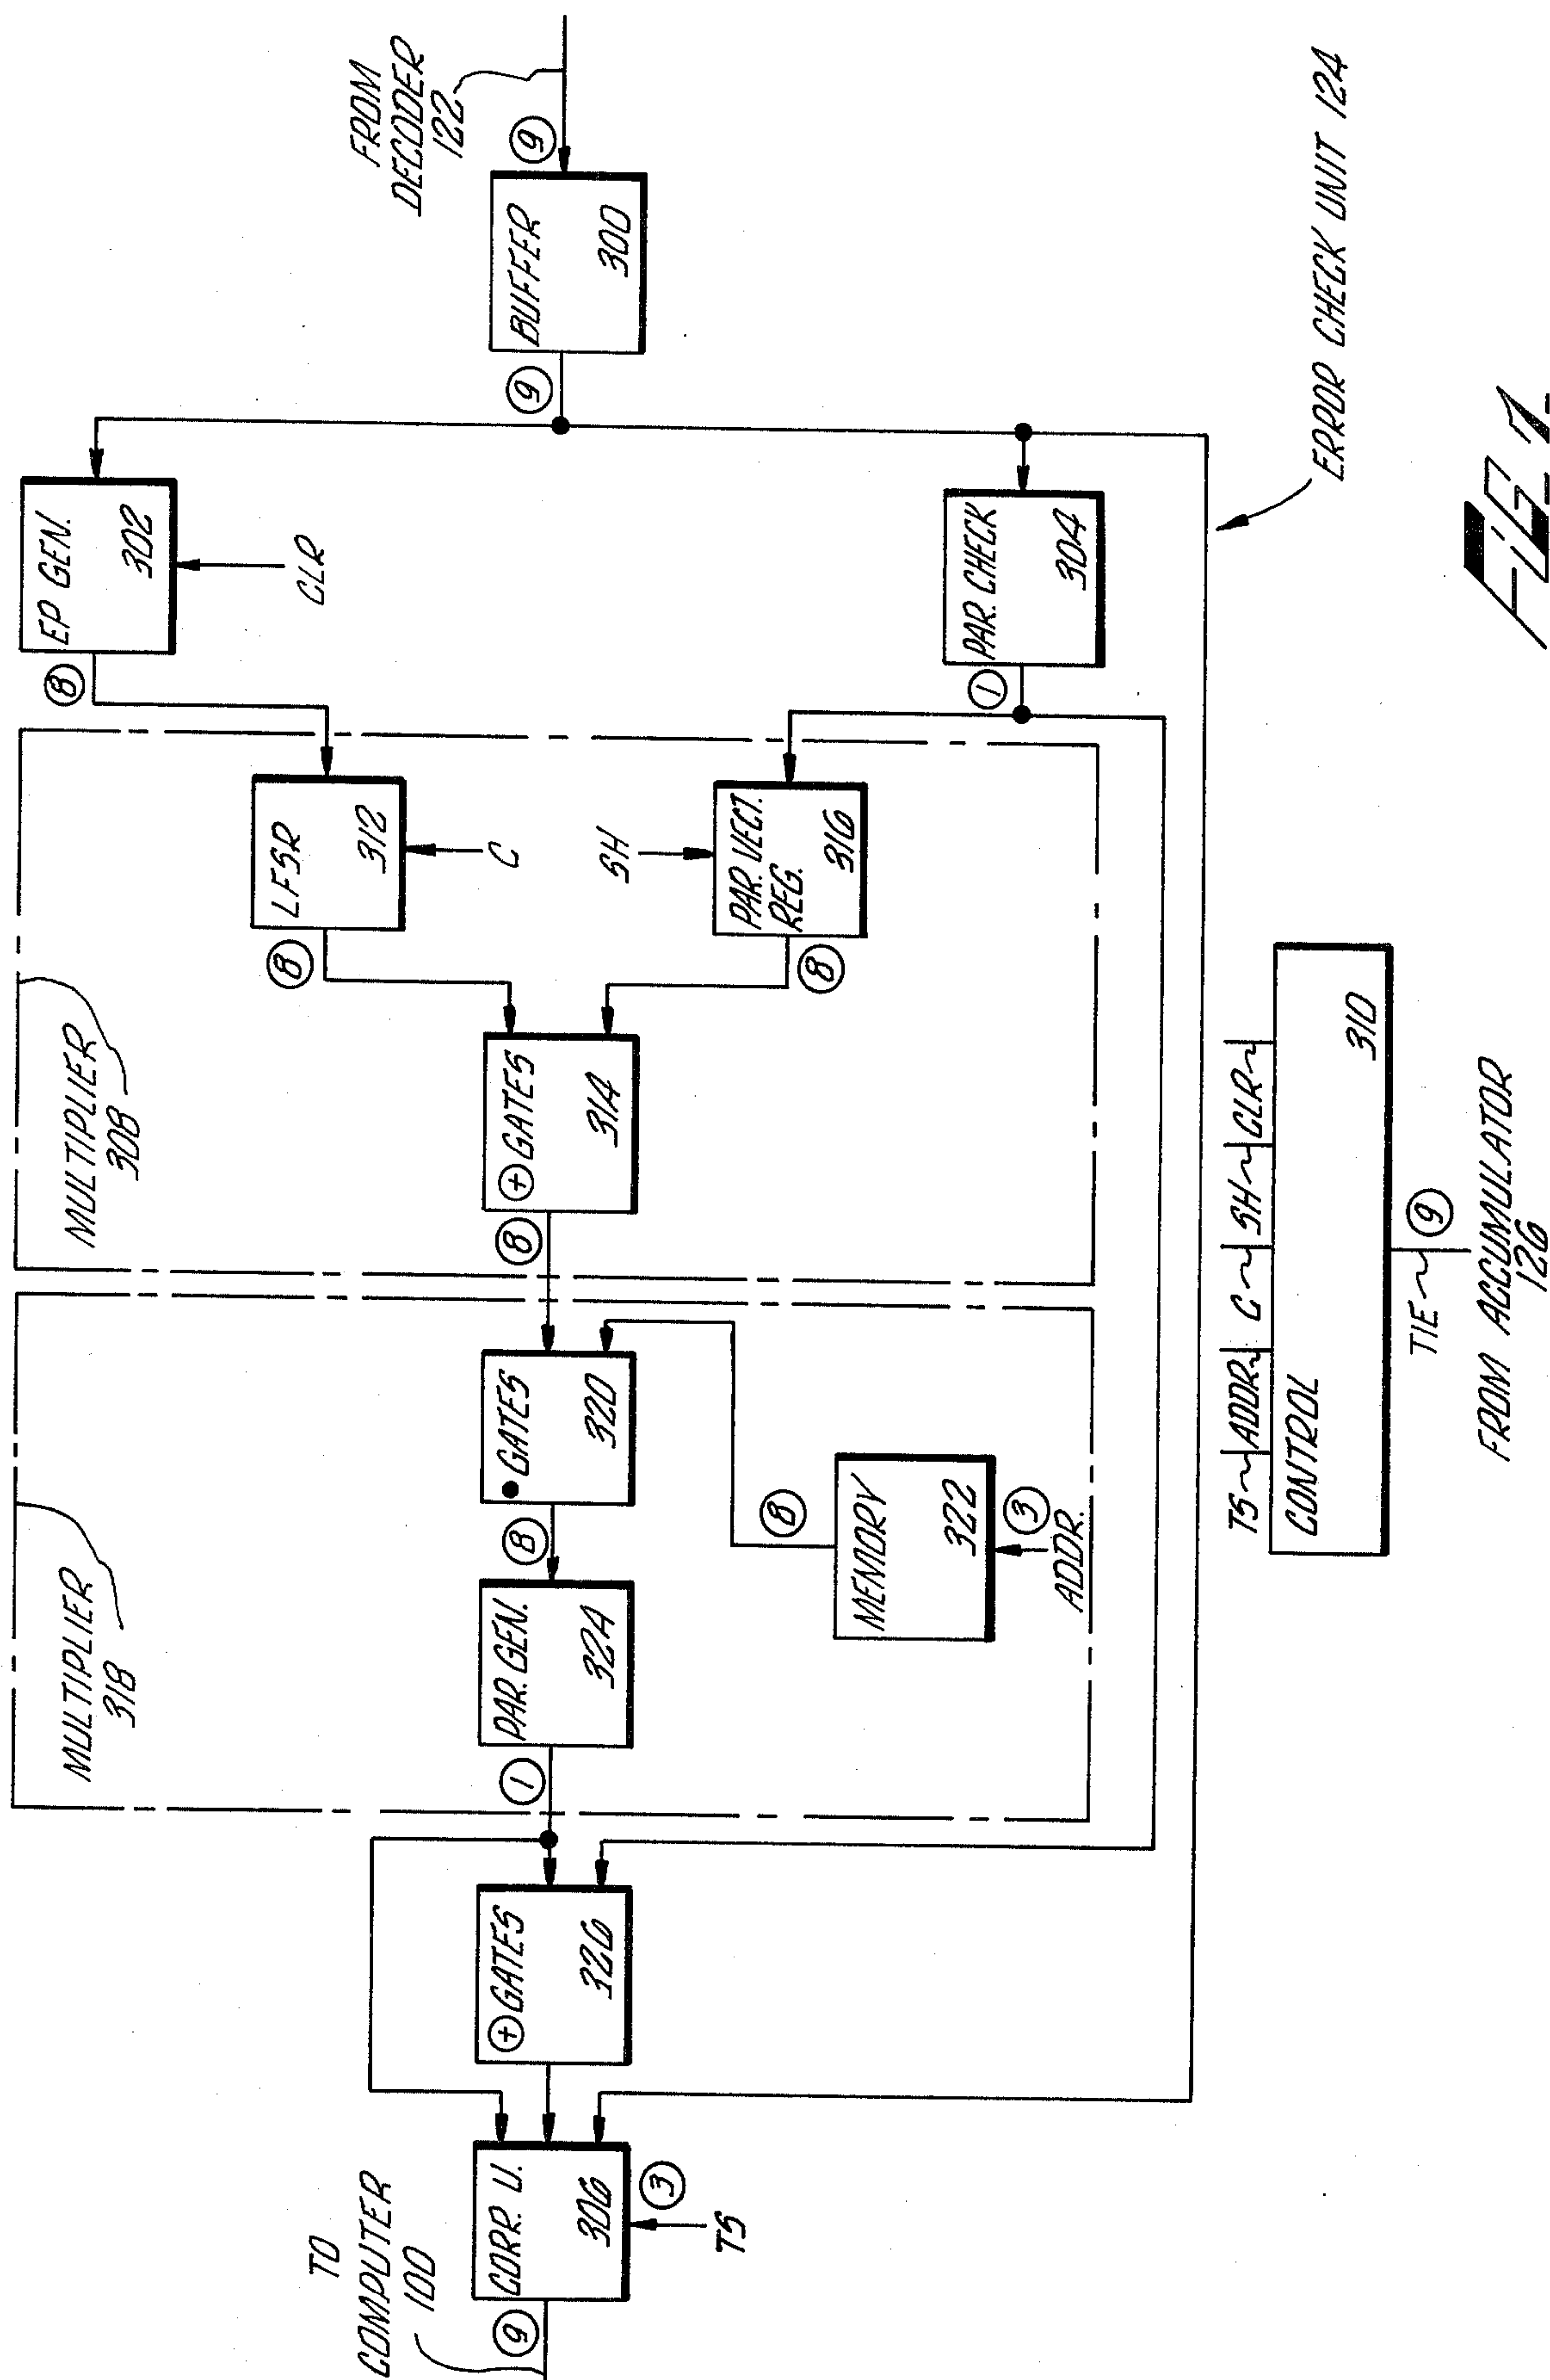 MULTIPLIER
318
MULTIPLIER
308
EP GEN.
302
8
CLR
LFSR
312
8
C
TO
COMPUTER
100
9
CORR. U.
306
3
TS
⊕ GATES
326
1
PAR. GEN.
324
8
● GATES
320
8
⊕ GATES
314
9
BUFFER
300
9
FROM
DECODER
122
SH
PAR. VECT.
REG.
316
8
8
MEMORY
322
3
ADDR.
1
PAR. CHECK
304
ERROR CHECK UNIT 124
TS ADDR C SH CLR
CONTROL
310
TIE 9
FROM ACCUMULATOR
126
FIG. 7